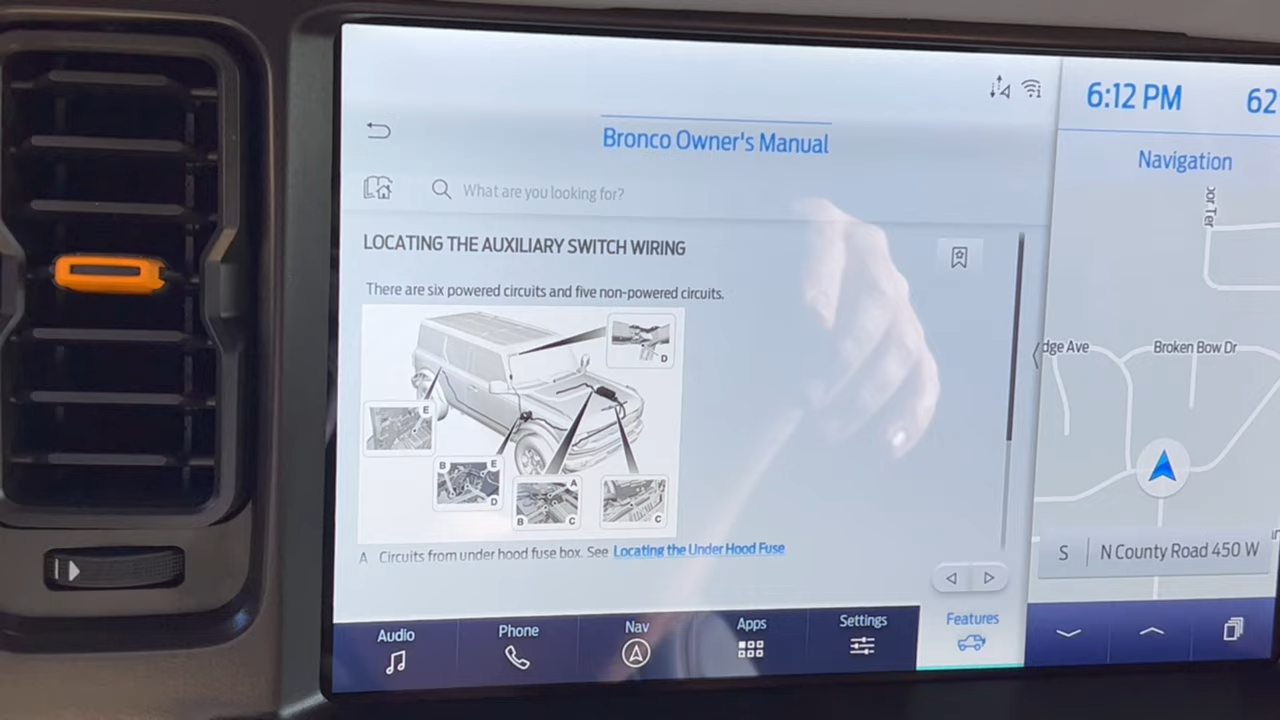 6:12 PM
62
Bronco Owner's Manual
Navigation
What are you looking for?
LOCATING THE AUXILIARY SWITCH WIRING
There are six powered circuits and five non-powered circuits.
D
E
B
E
D
A
B
C
C
A Circuits from under hood fuse box. See Locating the Under Hood Fuse
dge Ave
Broken Bow Dr
S
N County Road 450 W
Audio
Phone
Nav
Apps
Settings
Features